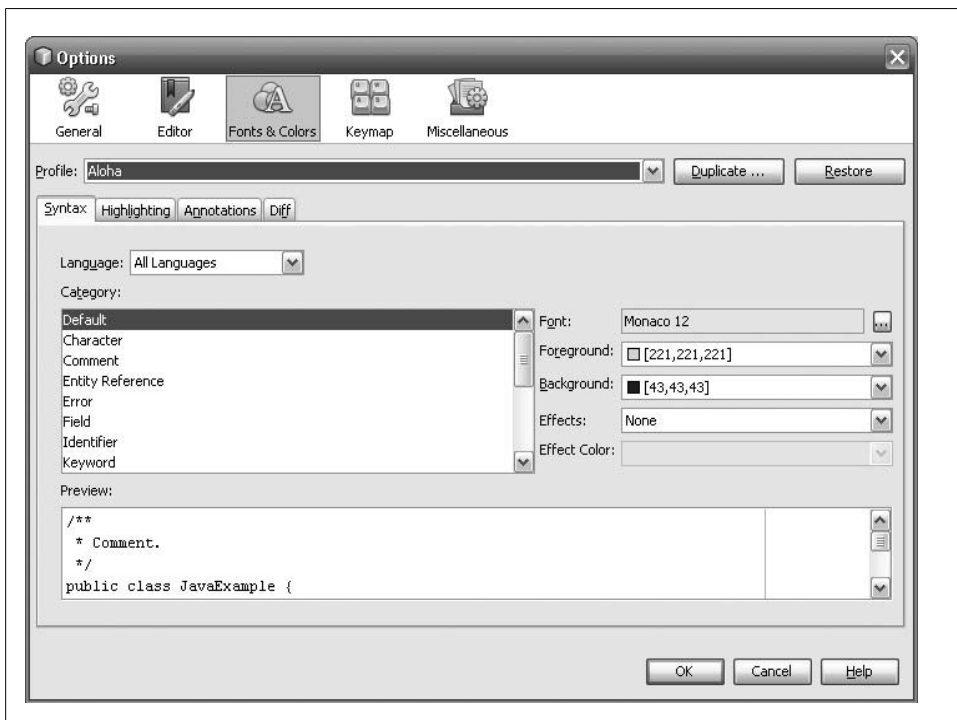 Options
General Editor Fonts & Colors Keymap Miscellaneous
Profile: Aloha Duplicate ... Restore
Syntax Highlighting Annotations Diff
Language: All Languages
Category:
Default
Character
Comment
Entity Reference
Error
Field
Identifier
Keyword
Font: Monaco 12 ...
Foreground: [221,221,221]
Background: [43,43,43]
Effects: None
Effect Color:
Preview:
/**
 * Comment.
 */
public class JavaExample {
OK Cancel Help